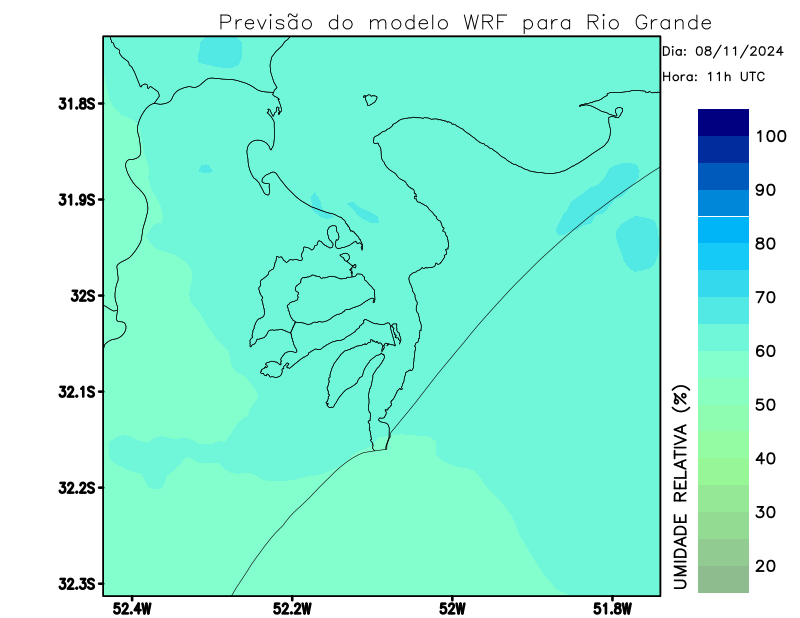 Previsão do modelo WRF para Rio Grande
Dia: 08/11/2024
Hora: 11h UTC
31.8S
31.9S
32S
32.1S
32.2S
32.3S
52.4W
52.2W
52W
51.8W
100
90
80
70
60
50
40
30
20
UMIDADE RELATIVA (%)